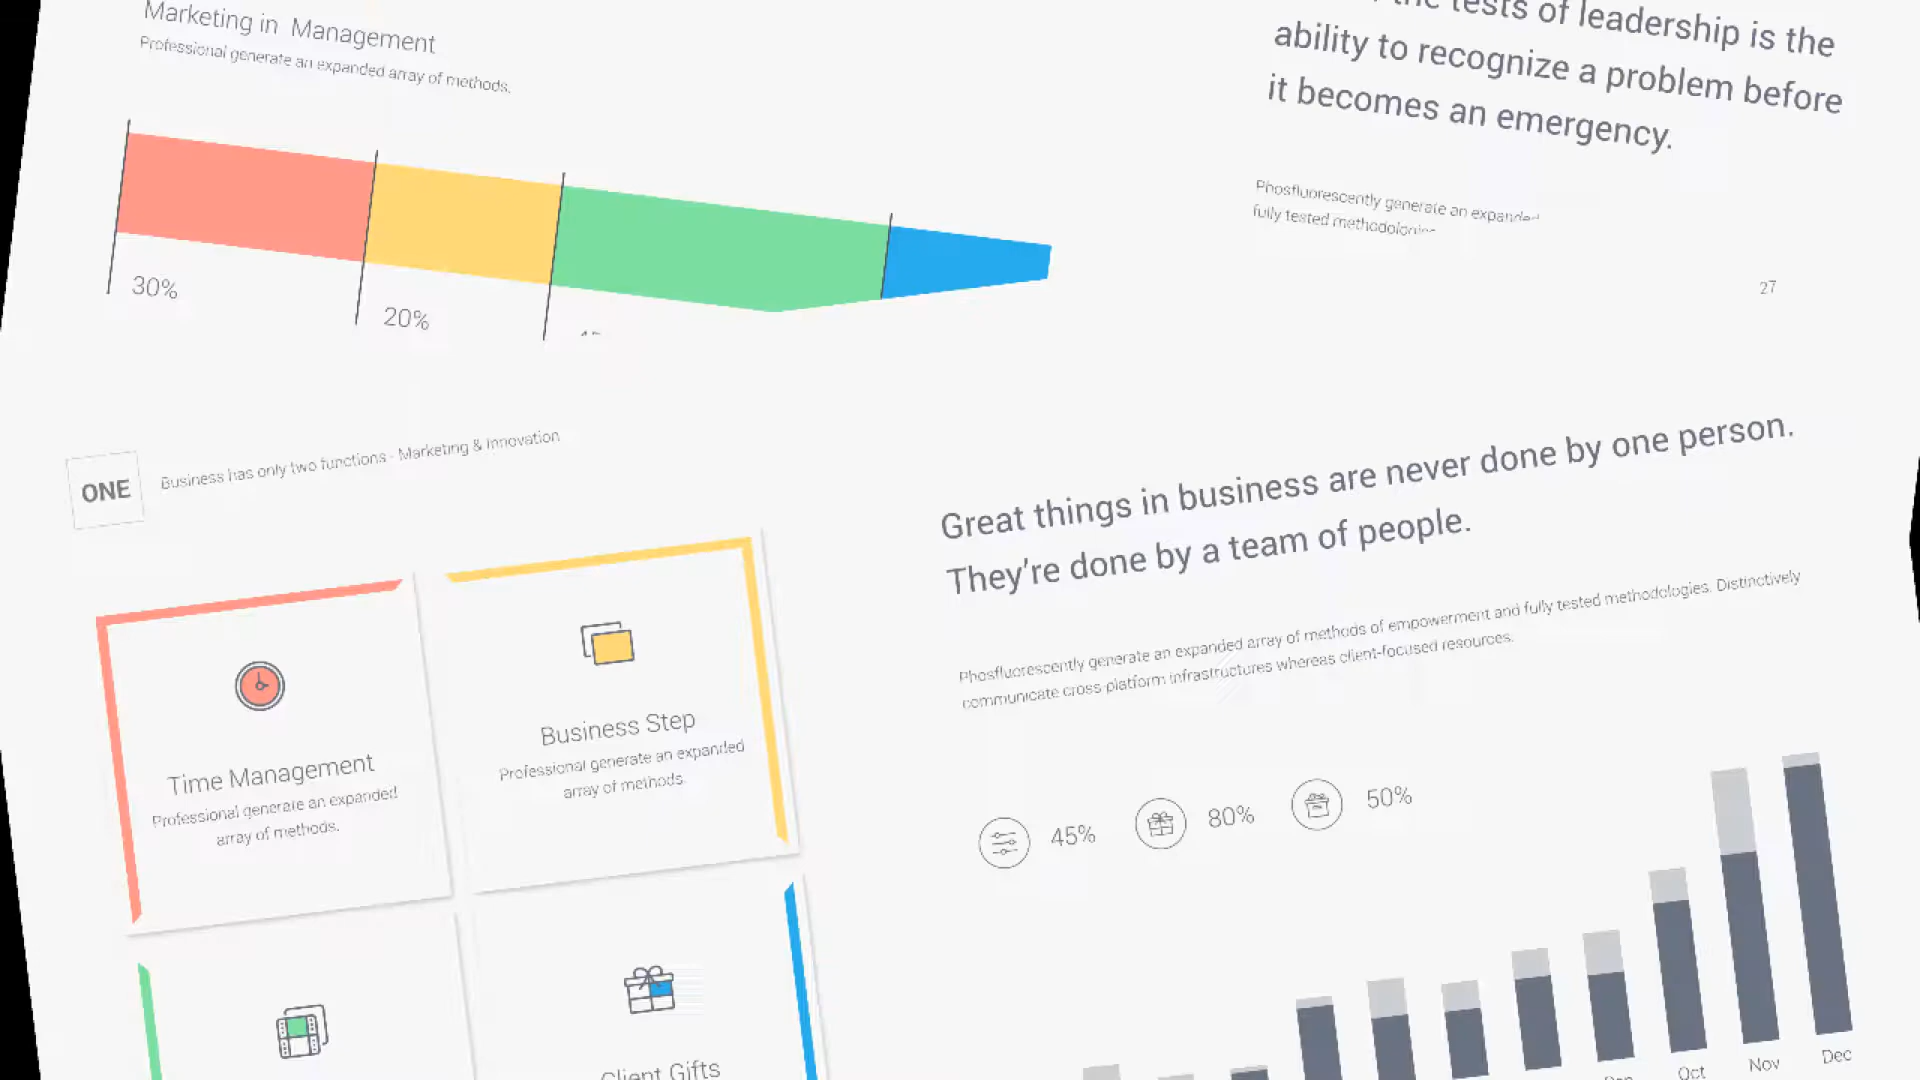 Marketing in Management
Professional generate an expanded array of methods.
30%
20%
the tests of leadership is the
ability to recognize a problem before
it becomes an emergency.
Phosfluorescently generate an expanded
fully tested methodologies
27
ONE
Business has only two functions - Marketing & Innovation
Time Management
Professional generate an expanded
array of methods.
Business Step
Professional generate an expanded
array of methods.
Client Gifts
Great things in business are never done by one person.
They're done by a team of people.
Phosfluorescently generate an expanded array of methods of empowerment and fully tested methodologies. Distinctively
communicate cross-platform infrastructures whereas client-focused resources.
45%
80%
50%
Oct
Nov
Dec